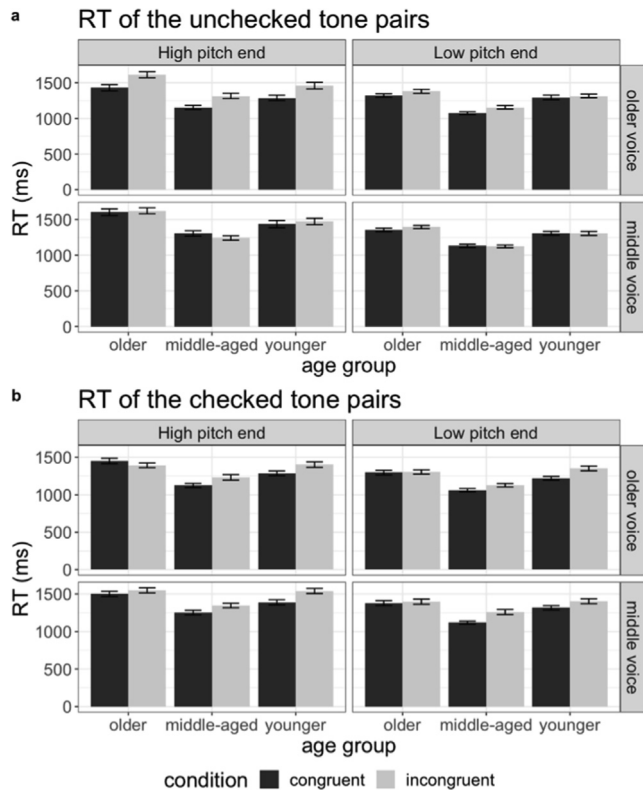 a RT of the unchecked tone pairs
High pitch end Low pitch end
1500
1000
500
0
older voice
1500
1000
500
0
middle voice
RT (ms)
older middle-aged younger older middle-aged younger
age group
b RT of the checked tone pairs
High pitch end Low pitch end
1500
1000
500
0
older voice
1500
1000
500
0
middle voice
RT (ms)
older middle-aged younger older middle-aged younger
age group
condition congruent incongruent